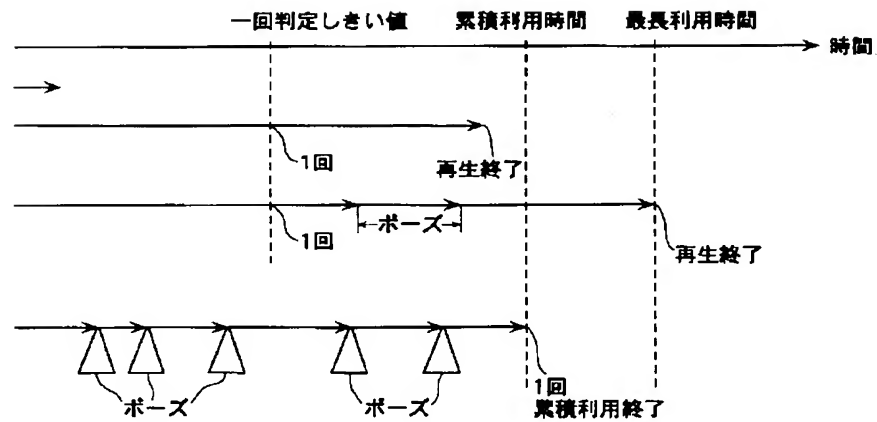 一回判定しきい値 累積利用時間 最長利用時間
時間
1回
再生終了
1回
ポーズ
再生終了
ポーズ ポーズ
1回
累積利用終了